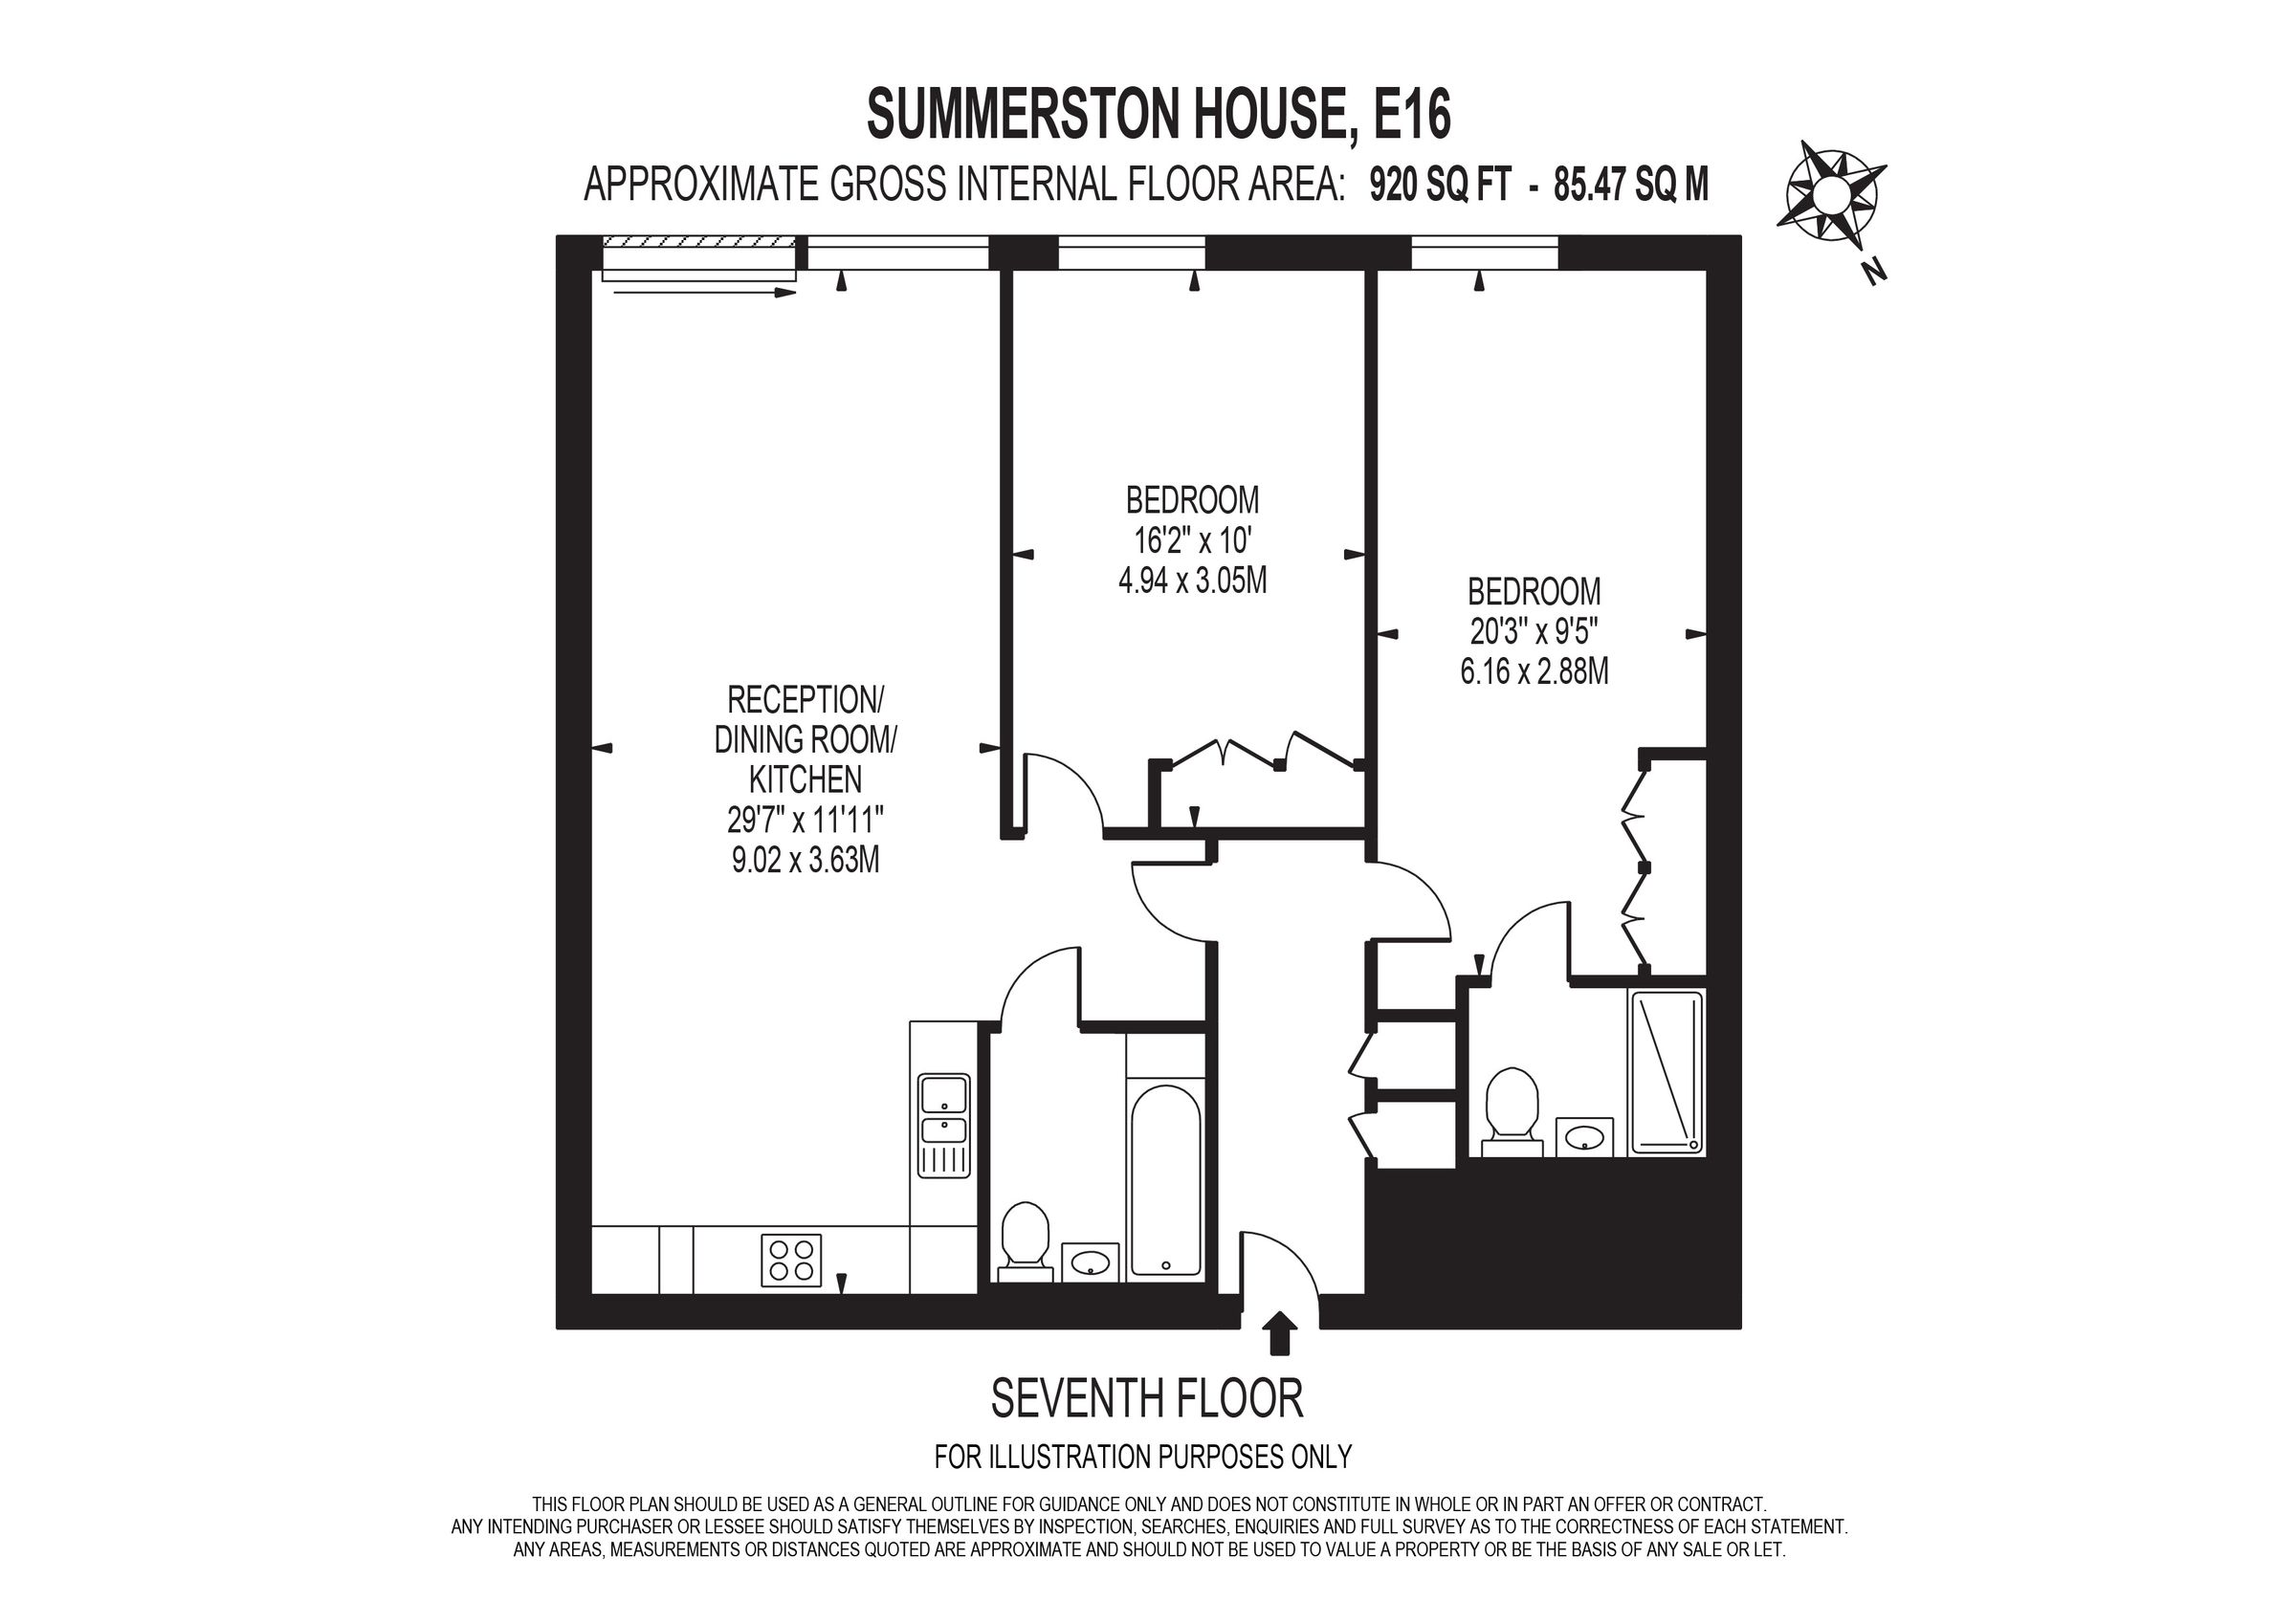 SUMMERSTON HOUSE, E16
APPROXIMATE GROSS INTERNAL FLOOR AREA: 920 SQ FT - 85.47 SQ M
N
BEDROOM
16'2" x 10'
4.94 x 3.05M
BEDROOM
20'3" x 9'5"
6.16 x 2.88M
RECEPTION/
DINING ROOM/
KITCHEN
29'7" x 11'11"
9.02 x 3.63M
SEVENTH FLOOR
FOR ILLUSTRATION PURPOSES ONLY
THIS FLOOR PLAN SHOULD BE USED AS A GENERAL OUTLINE FOR GUIDANCE ONLY AND DOES NOT CONSTITUTE IN WHOLE OR IN PART AN OFFER OR CONTRACT.
ANY INTENDING PURCHASER OR LESSEE SHOULD SATISFY THEMSELVES BY INSPECTION, SEARCHES, ENQUIRIES AND FULL SURVEY AS TO THE CORRECTNESS OF EACH STATEMENT.
ANY AREAS, MEASUREMENTS OR DISTANCES QUOTED ARE APPROXIMATE AND SHOULD NOT BE USED TO VALUE A PROPERTY OR BE THE BASIS OF ANY SALE OR LET.